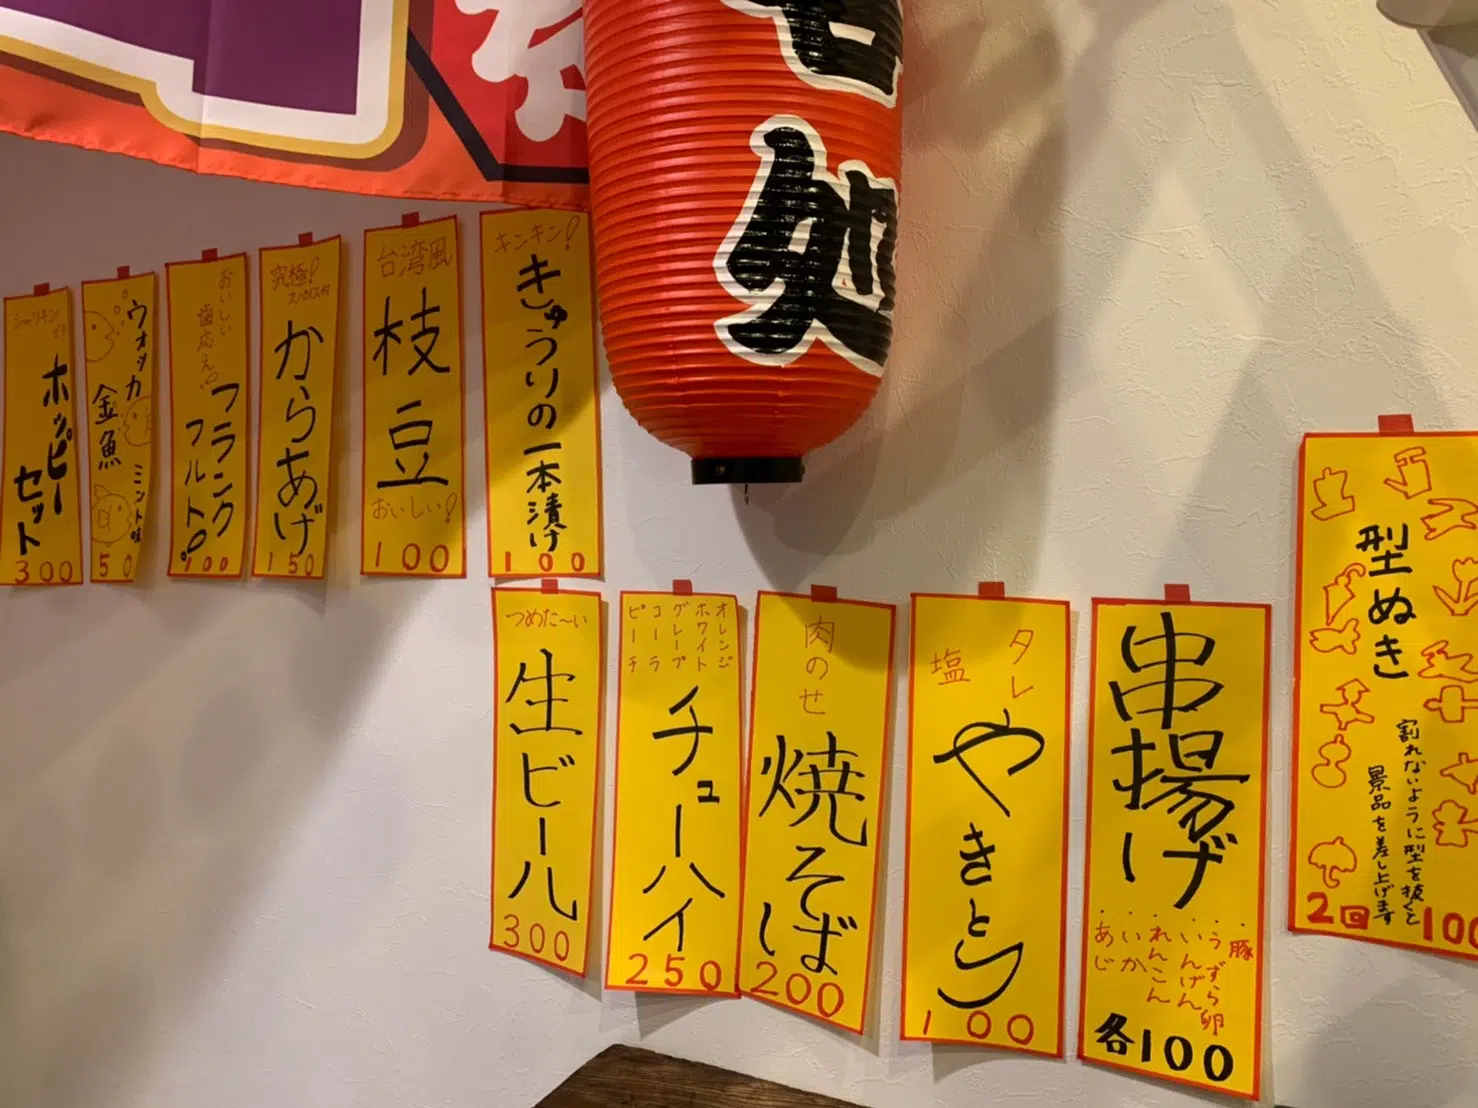 処
シャリキン
ホッピー
セット
300
ウオッカ
金魚
ミント味
50
おいしい
歯応え!
フランク
フルト!
100
究極!
スパイス付
からあげ
150
台湾風
枝豆
おいしい!
100
キンキン!
きゅうりの一本漬け
100
つめた〜い
生ビール
300
オレンジ
ホワイト
グレープ
コーラ
ピーチ
チューハイ
250
肉のせ
焼そば
200
タレ
塩
やきとり
100
串揚げ
・豚
・うずら卵
・いんげん
・れんこん
・いか
・あじ
各100
型ぬき
割れないように型を抜くと
景品を差し上げます
2回
100